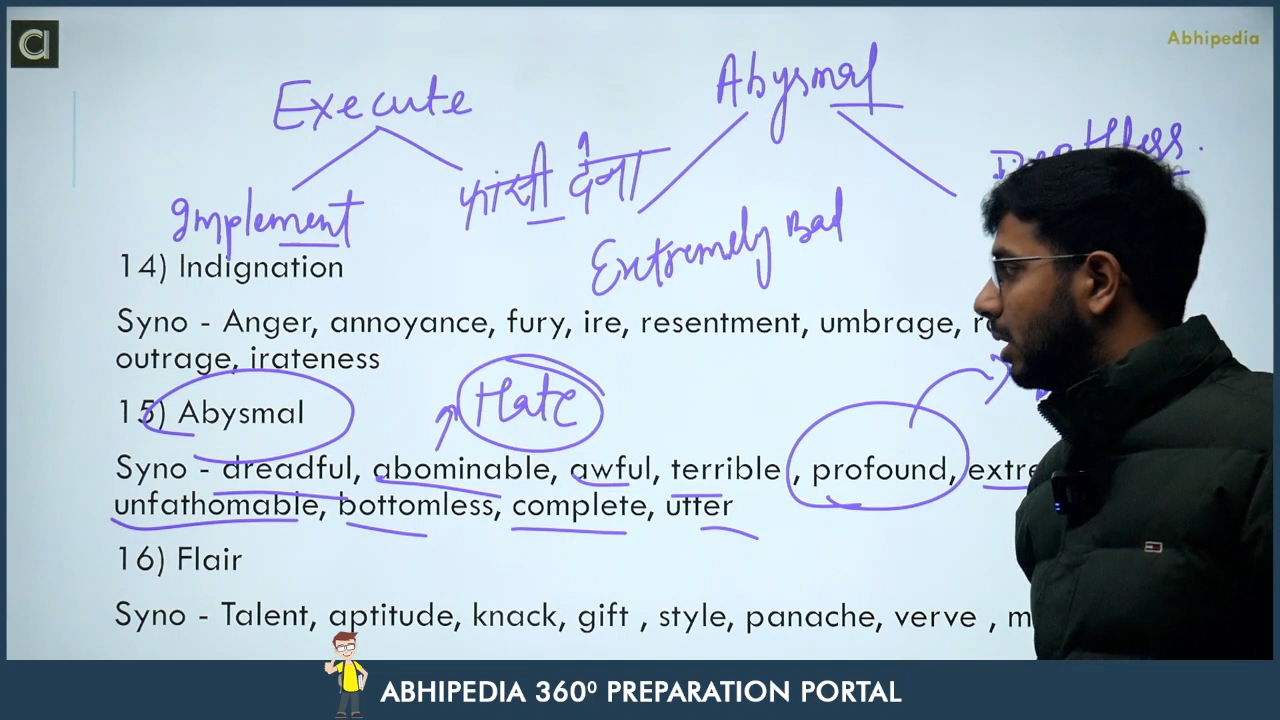 Abhipedia
Execute
Abysmal
Implement
फांसी देना
Extremely Bad
Depthless.
14) Indignation
Syno - Anger, annoyance, fury, ire, resentment, umbrage,
outrage, irateness
Hate
15) Abysmal
Syno - dreadful, abominable, awful, terrible , profound,
unfathomable, bottomless, complete, utter
16) Flair
Syno - Talent, aptitude, knack, gift , style, panache, verve ,
ABHIPEDIA 360⁰ PREPARATION PORTAL